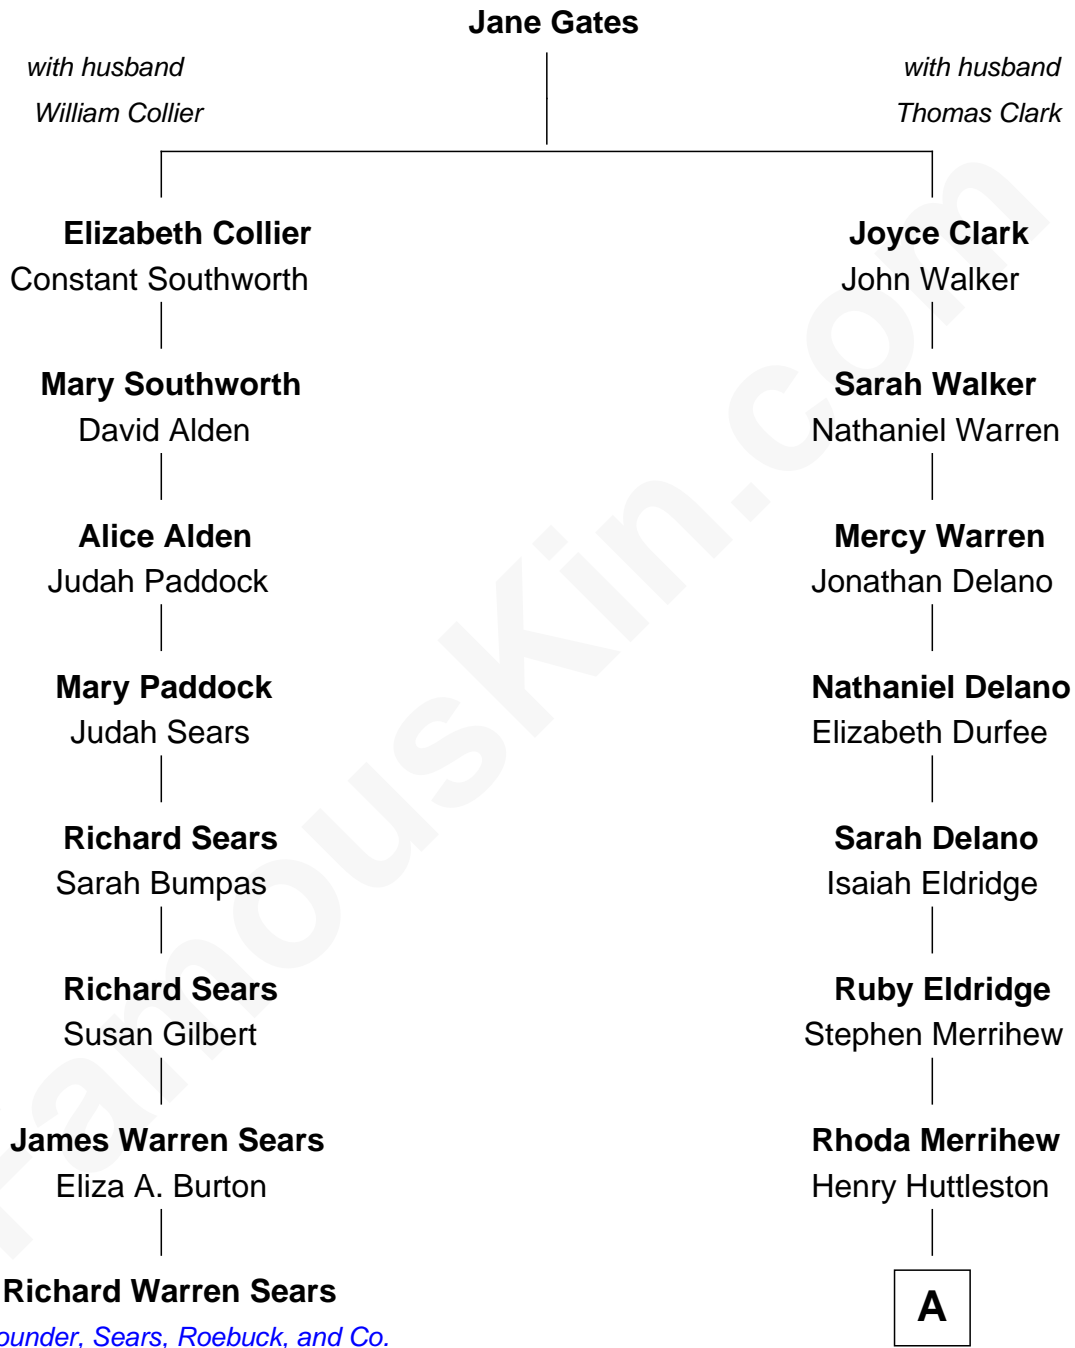 Jane Gates
with husband
William Collier
with husband
Thomas Clark
Elizabeth Collier
Constant Southworth
Joyce Clark
John Walker
Mary Southworth
David Alden
Sarah Walker
Nathaniel Warren
Alice Alden
Judah Paddock
Mercy Warren
Jonathan Delano
Mary Paddock
Judah Sears
Nathaniel Delano
Elizabeth Durfee
Richard Sears
Sarah Bumpas
Sarah Delano
Isaiah Eldridge
Richard Sears
Susan Gilbert
Ruby Eldridge
Stephen Merrihew
James Warren Sears
Eliza A. Burton
Rhoda Merrihew
Henry Huttleston
Richard Warren Sears
ounder, Sears, Roebuck, and Co.
A
FamousKin.com